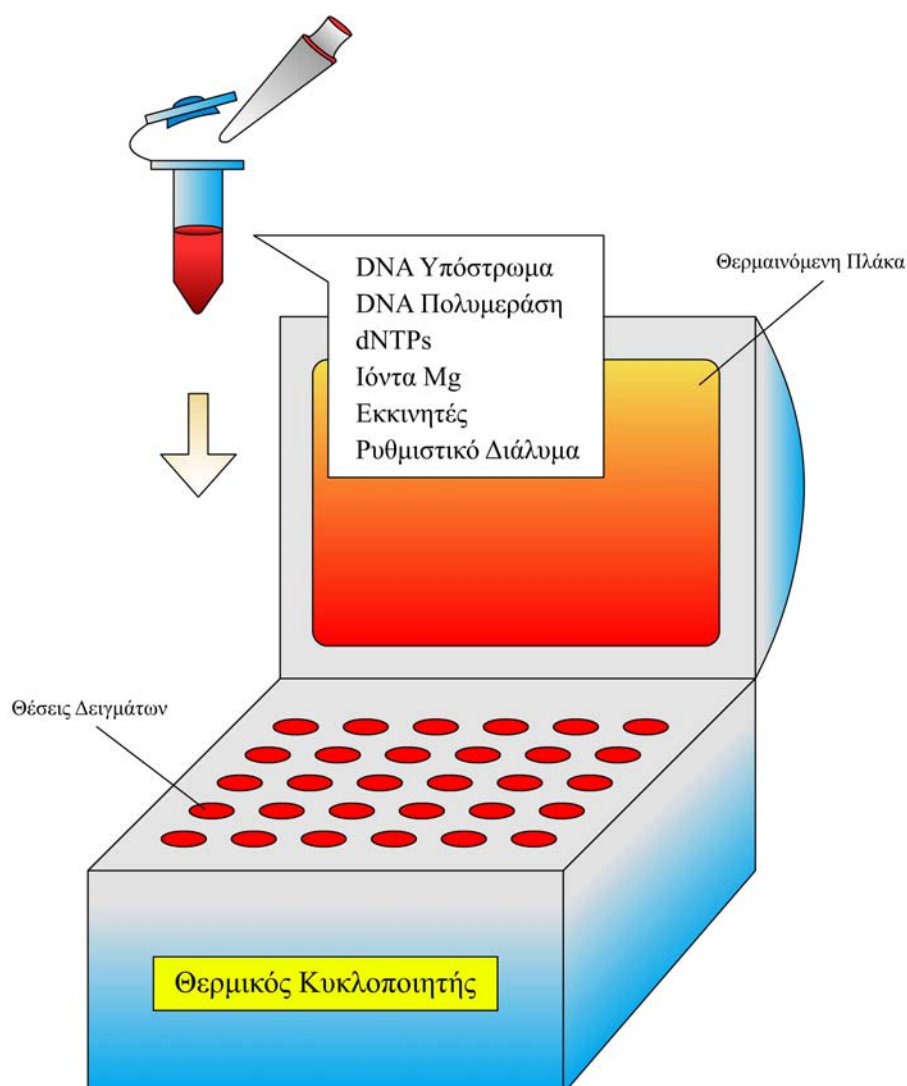 DNA Υπόστρωμα
DNA Πολυμεράση
dNTPs
Ιόντα Mg
Εκκινητές
Ρυθμιστικό Διάλυμα
Θερμαινόμενη Πλάκα
Θέσεις Δειγμάτων
Θερμικός Κυκλοποιητής